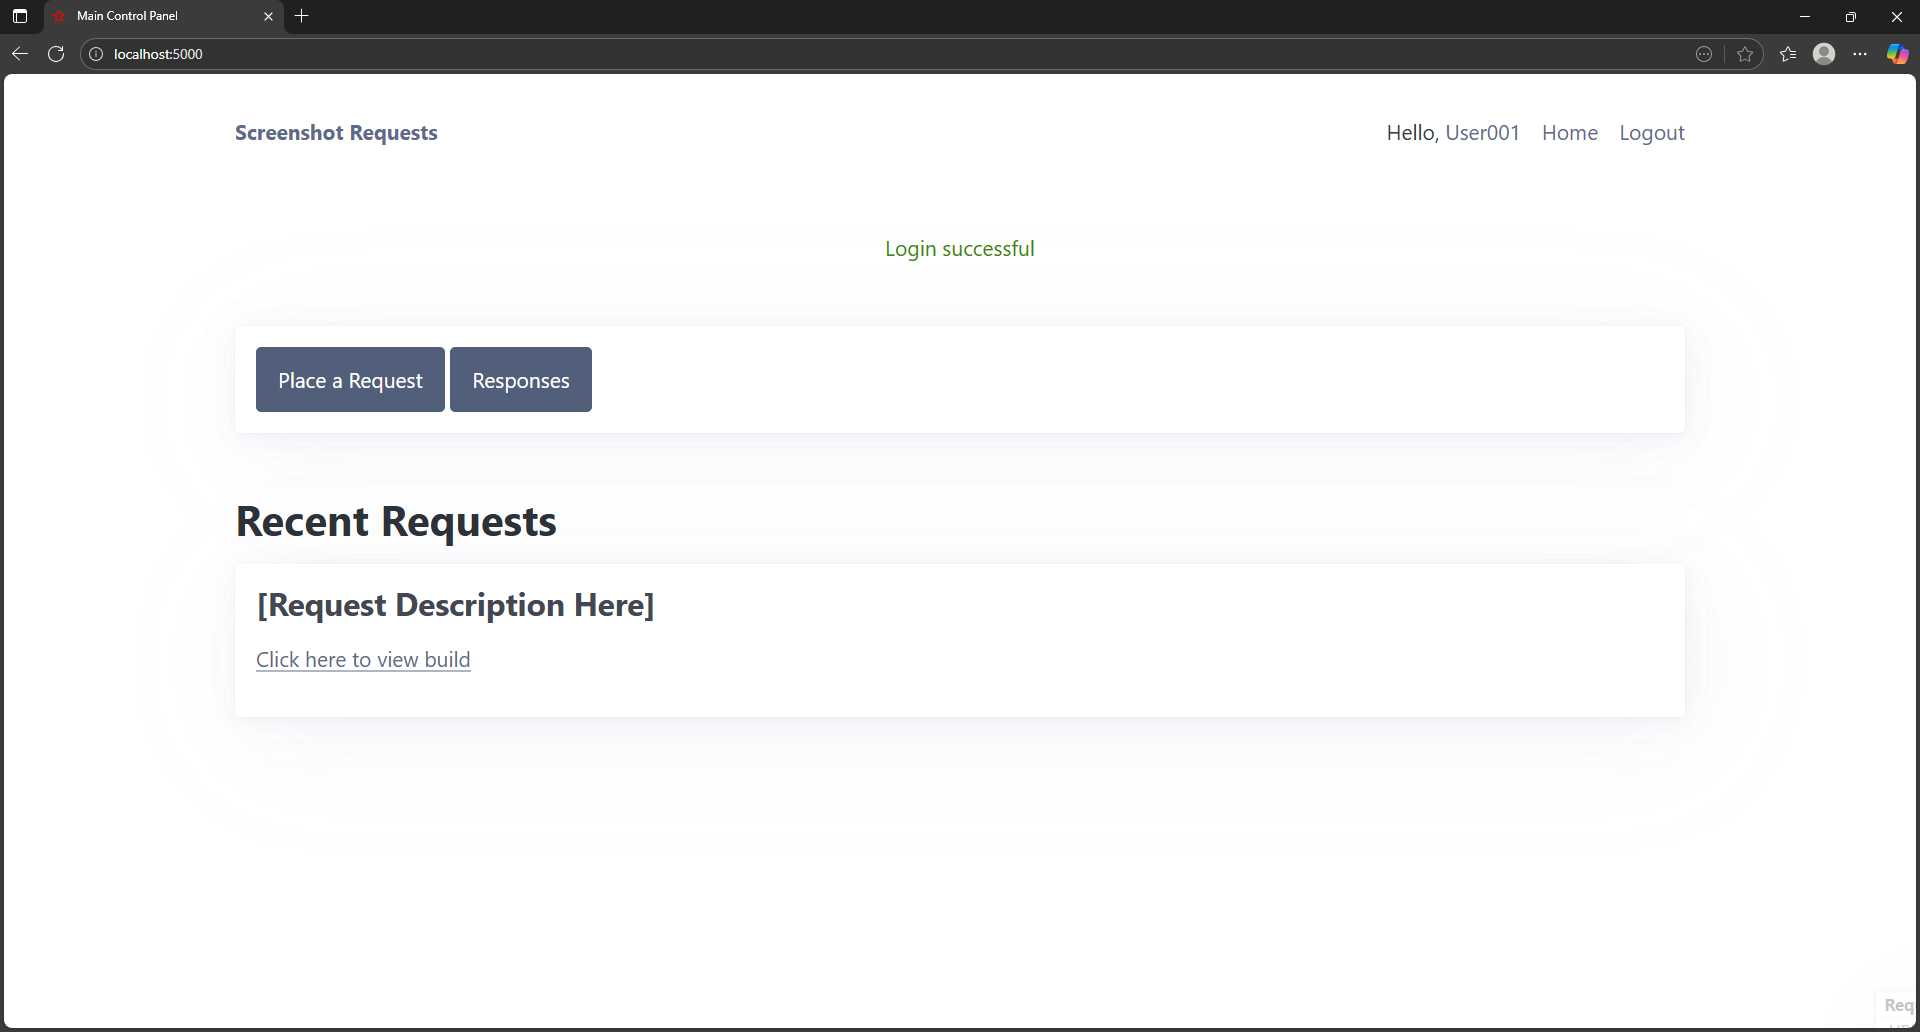 Main Control Panel
localhost:5000
Screenshot Requests
Hello, User001 Home Logout
Login successful
Place a Request Responses
Recent Requests
[Request Description Here]
Click here to view build
Req